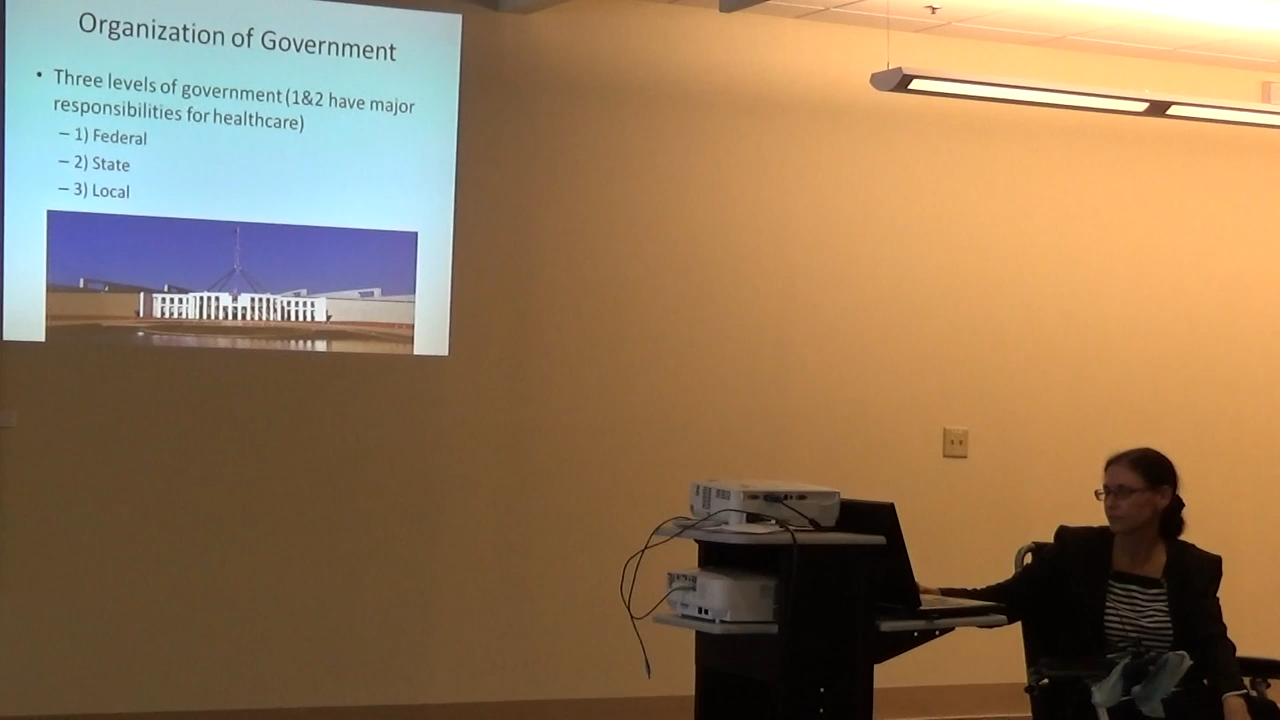 Organization of Government
• Three levels of government (1&2 have major
responsibilities for healthcare)
– 1) Federal
– 2) State
– 3) Local